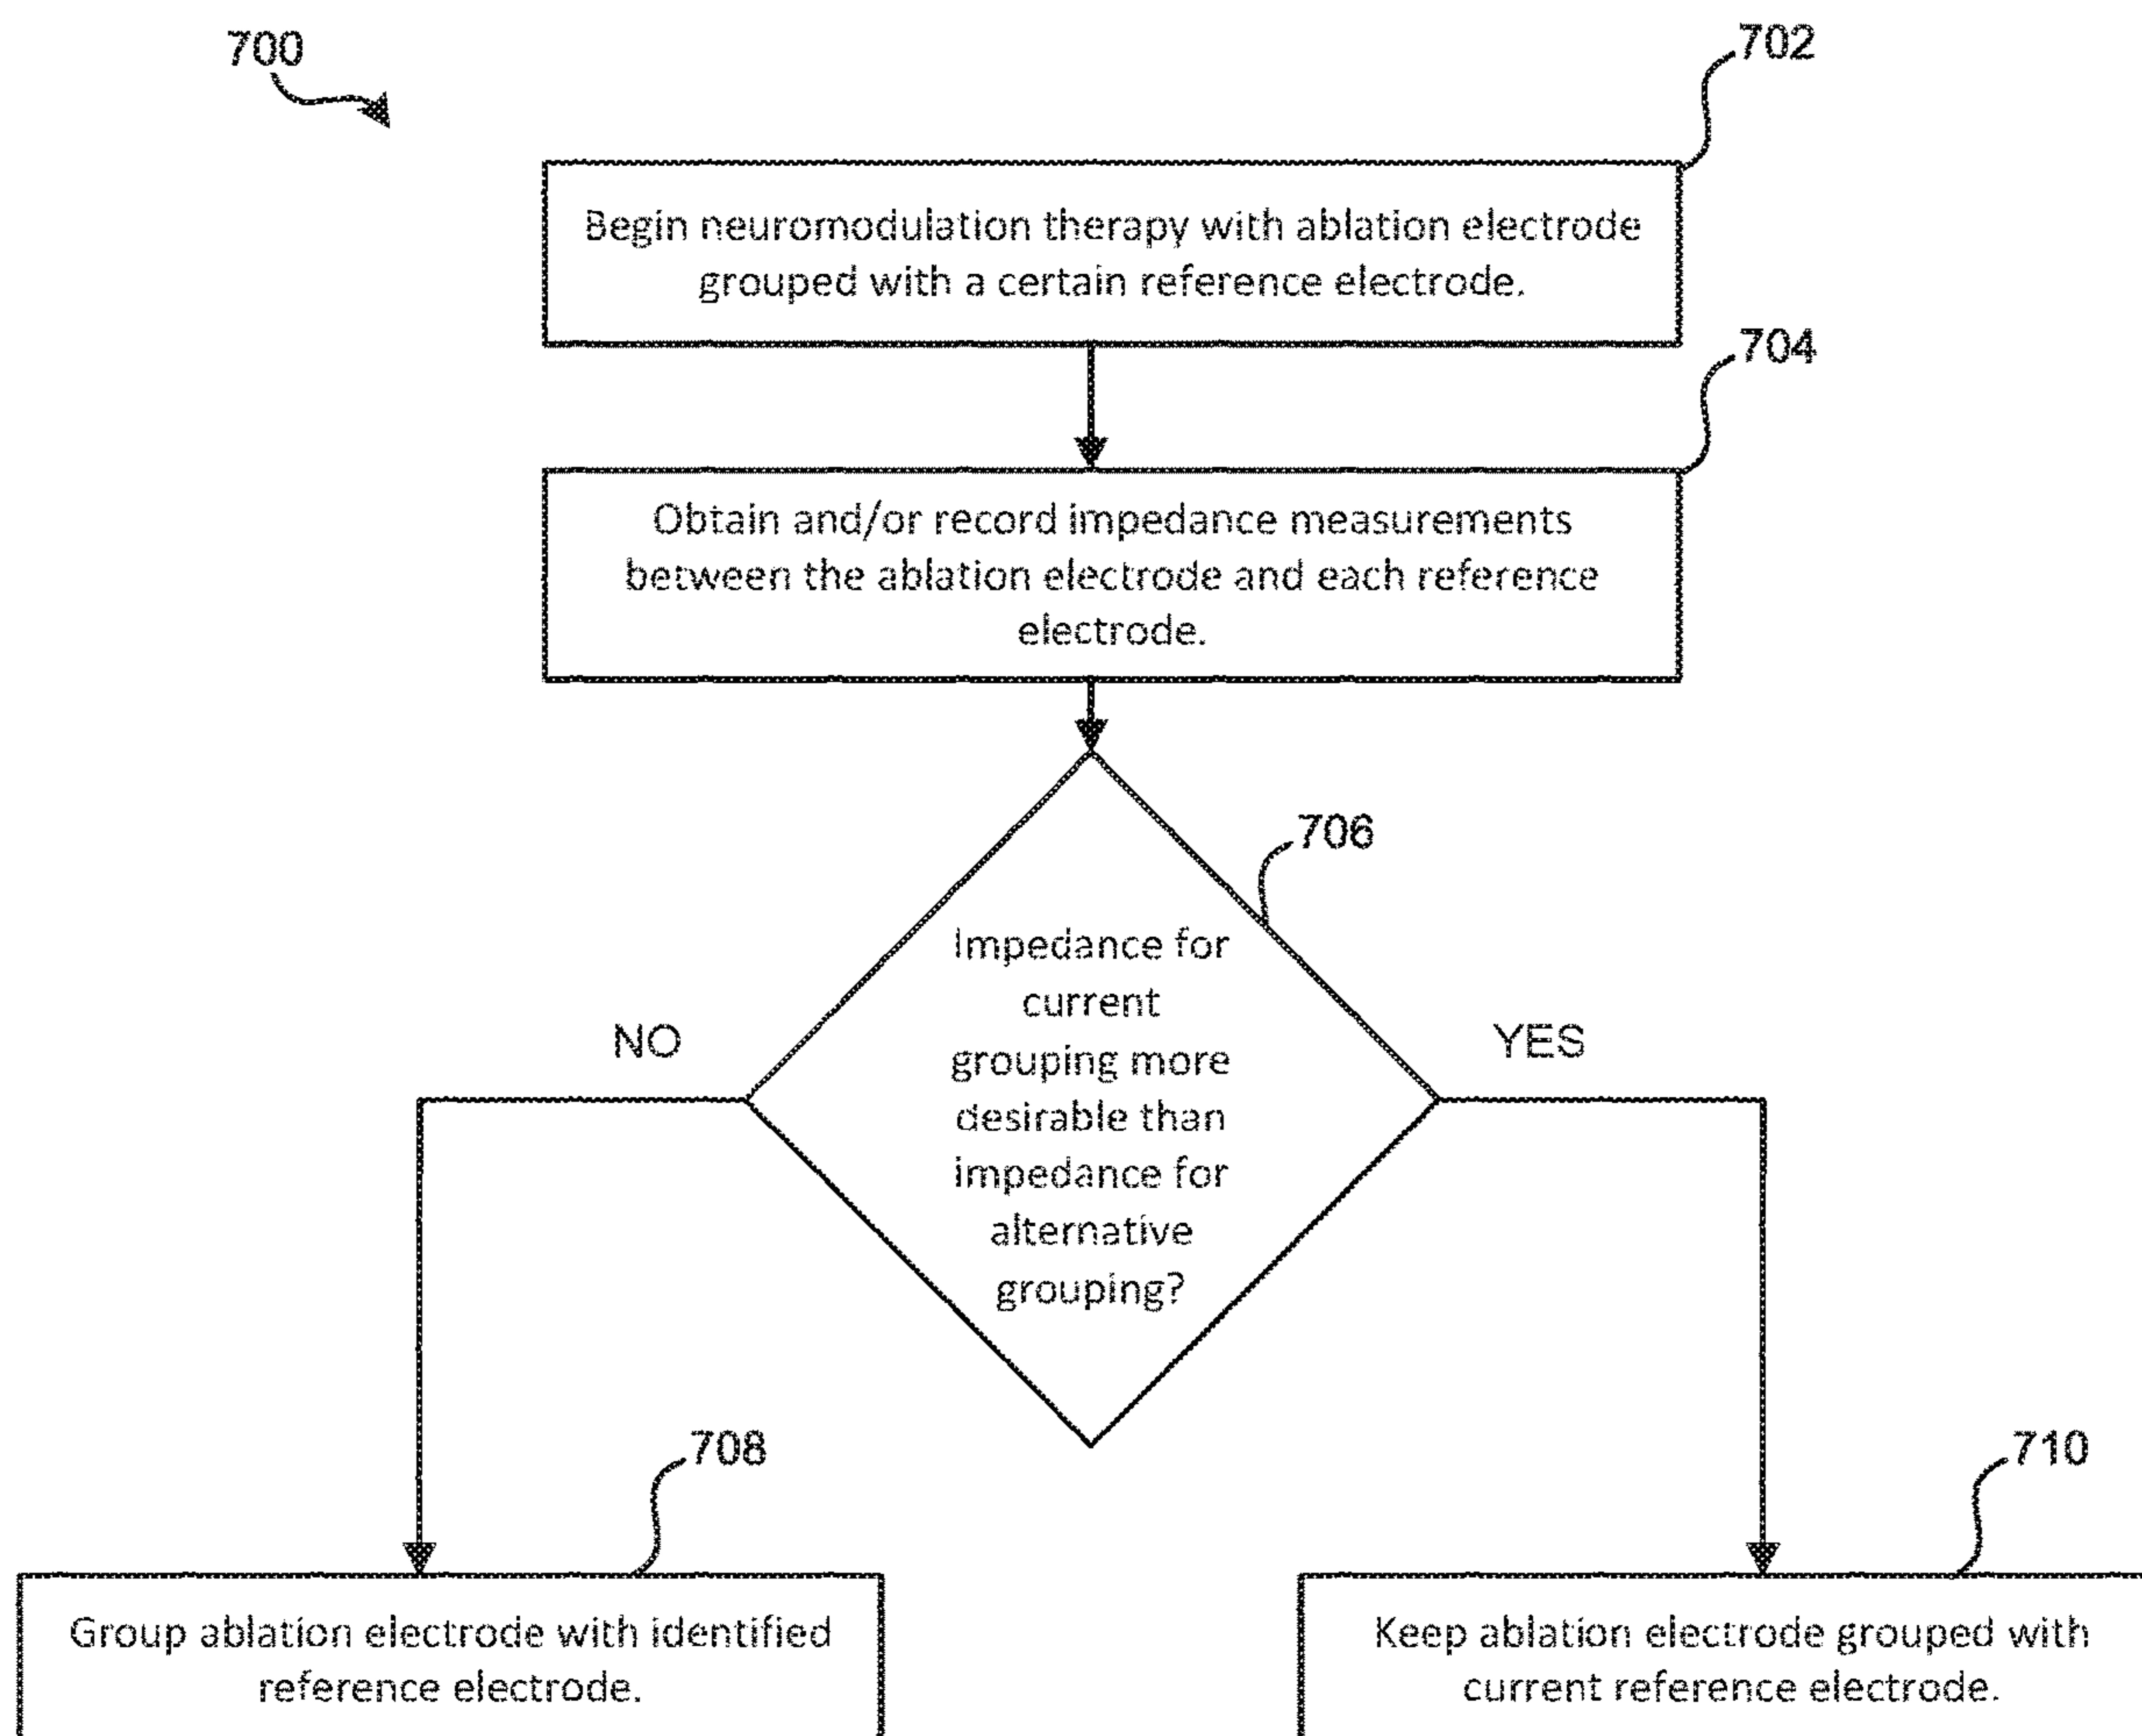 700
702
Begin neuromodulation therapy with ablation electrode
grouped with a certain reference electrode.
704
Obtain and/or record impedance measurements
between the ablation electrode and each reference
electrode.
706
Impedance for
current
grouping more
desirable than
impedance for
alternative
grouping?
NO
YES
708
710
Group ablation electrode with identified
reference electrode.
Keep ablation electrode grouped with
current reference electrode.